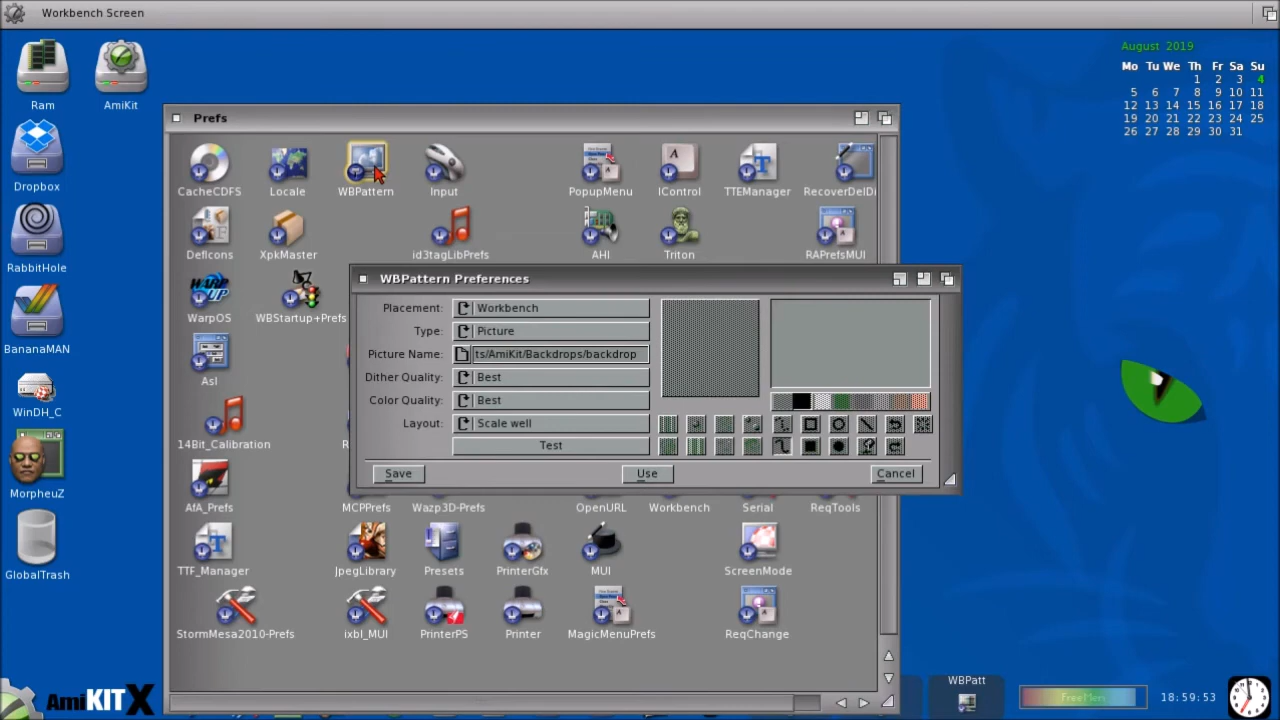 Workbench Screen
August 2019
Mo Tu We Th Fr Sa Su
1 2 3 4
5 6 7 8 9 10 11
12 13 14 15 16 17 18
19 20 21 22 23 24 25
26 27 28 29 30 31
Ram
AmiKit
Dropbox
RabbitHole
BananaMAN
WinDH_C
MorpheuZ
GlobalTrash
Prefs
CacheCDFS Locale WBPattern Input PopupMenu IControl TTEManager RecoverDelDi
DefIcons XpkMaster id3tagLibPrefs AHI Triton RAPrefsMUI
WarpOS WBStartup+Prefs
Asl
14Bit_Calibration
AfA_Prefs MCPPrefs Wazp3D-Prefs OpenURL Workbench Serial ReqTools
TTF_Manager JpegLibrary Presets PrinterGfx MUI ScreenMode
StormMesa2010-Prefs ixbl_MUI PrinterPS Printer MagicMenuPrefs ReqChange
WBPattern Preferences
Placement: Workbench
Type: Picture
Picture Name: ts/AmiKit/Backdrops/backdrop
Dither Quality: Best
Color Quality: Best
Layout: Scale well
Test
Save Use Cancel
AmiKIT X
WBPatt
FreeMem
18:59:53